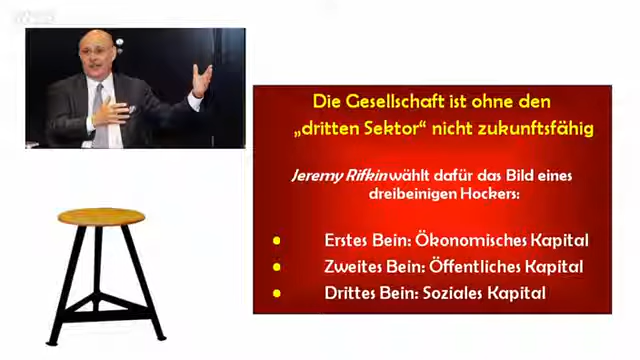 Die Gesellschaft ist ohne den
„dritten Sektor“ nicht zukunftsfähig
Jeremy Rifkin wählt dafür das Bild eines
dreibeinigen Hockers:
• Erstes Bein: Ökonomisches Kapital
• Zweites Bein: Öffentliches Kapital
• Drittes Bein: Soziales Kapital